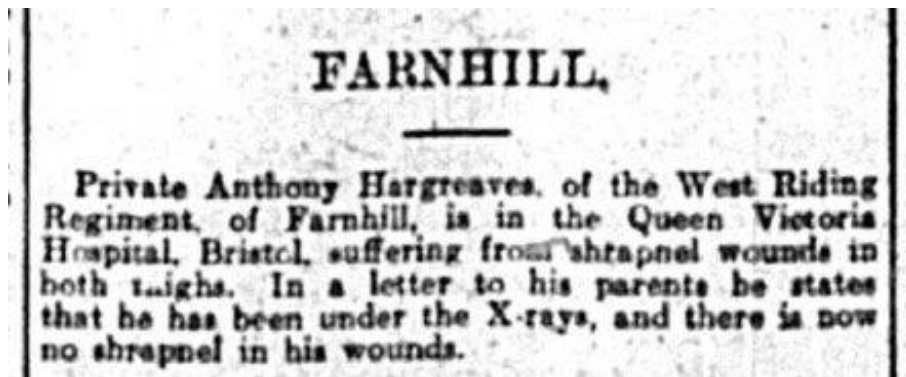 FARNHILL.
Private Anthony Hargreaves, of the West Riding
Regiment, of Farnhill, is in the Queen Victoria
Hospital, Bristol, suffering from shrapnel wounds in
both thighs. In a letter to his parents he states
that he has been under the X-rays, and there is now
no shrapnel in his wounds.